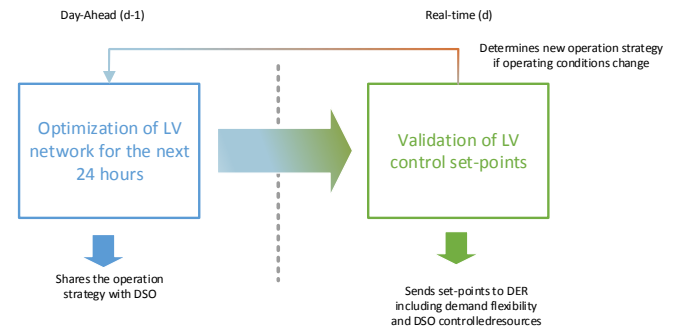 Day-Ahead (d-1)
Real-time (d)
Determines new operation strategy
if operating conditions change
Optimization of LV
network for the next
24 hours
Validation of LV
control set-points
Shares the operation
strategy with DSO
Sends set-points to DER
including demand flexibility
and DSO controlledresources